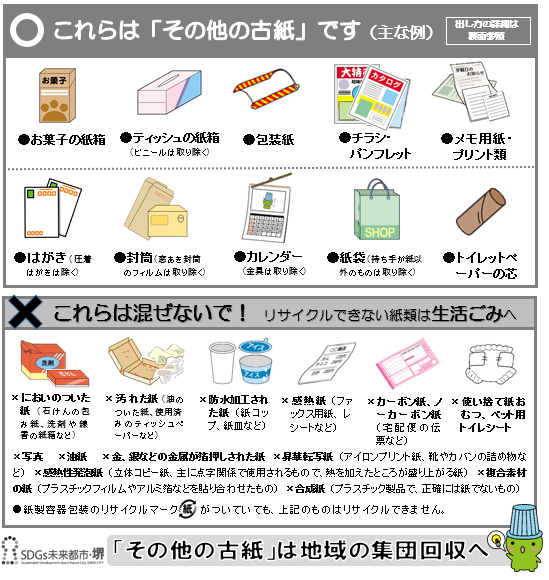 これらは「その他の古紙」です（主な例）
出し方の詳細は
裏面参照
お菓子
大特
カタログ
●お菓子の紙箱
●ティッシュの紙箱
（ビニールは取り除く）
●包装紙
●チラシ・
パンフレット
●メモ用紙・
プリント類
●はがき（圧着
はがきは除く）
●封筒（窓あき封筒
のフィルムは取り除く）
●カレンダー
（金具は取り除く）
SHOP
●紙袋（持ち手が紙以
外のものは取り除く）
●トイレットペ
ーパーの芯
これらは混ぜないで！ リサイクルできない紙類は生活ごみへ
洗剤
アイス
×においのついた
紙（石けんの包
み紙、洗剤や線
香の紙箱など）
×汚れた紙（油の
ついた紙、使用済
みのティッシュペ
ーパーなど）
×防水加工され
た紙（紙コッ
プ、紙皿など）
×感熱紙（ファ
ックス用紙、レ
シートなど）
×カーボン紙、ノ
ーカーボン紙
（宅配便の伝
票など）
×使い捨て紙お
むつ、ペット用
トイレシート
×写真 ×油紙 ×金、銀などの金属が箔押しされた紙 ×昇華転写紙（アイロンプリント紙、靴やカバンの詰め物な
ど）×感熱性発泡紙（立体コピー紙、主に点字関係で使用されるもので、熱を加えたところが盛り上がる紙）×複合素材
の紙（プラスチックフィルムやアルミ箔などを貼り合わせたもの）×合成紙（プラスチック製品で、正確には紙でないもの）
●紙製容器包装のリサイクルマーク 紙 がついていても、上記のものはリサイクルできません。
SDGs未来都市・堺
Sustainable Development Goals Future City, SAKAI CITY
「その他の古紙」は地域の集団回収へ